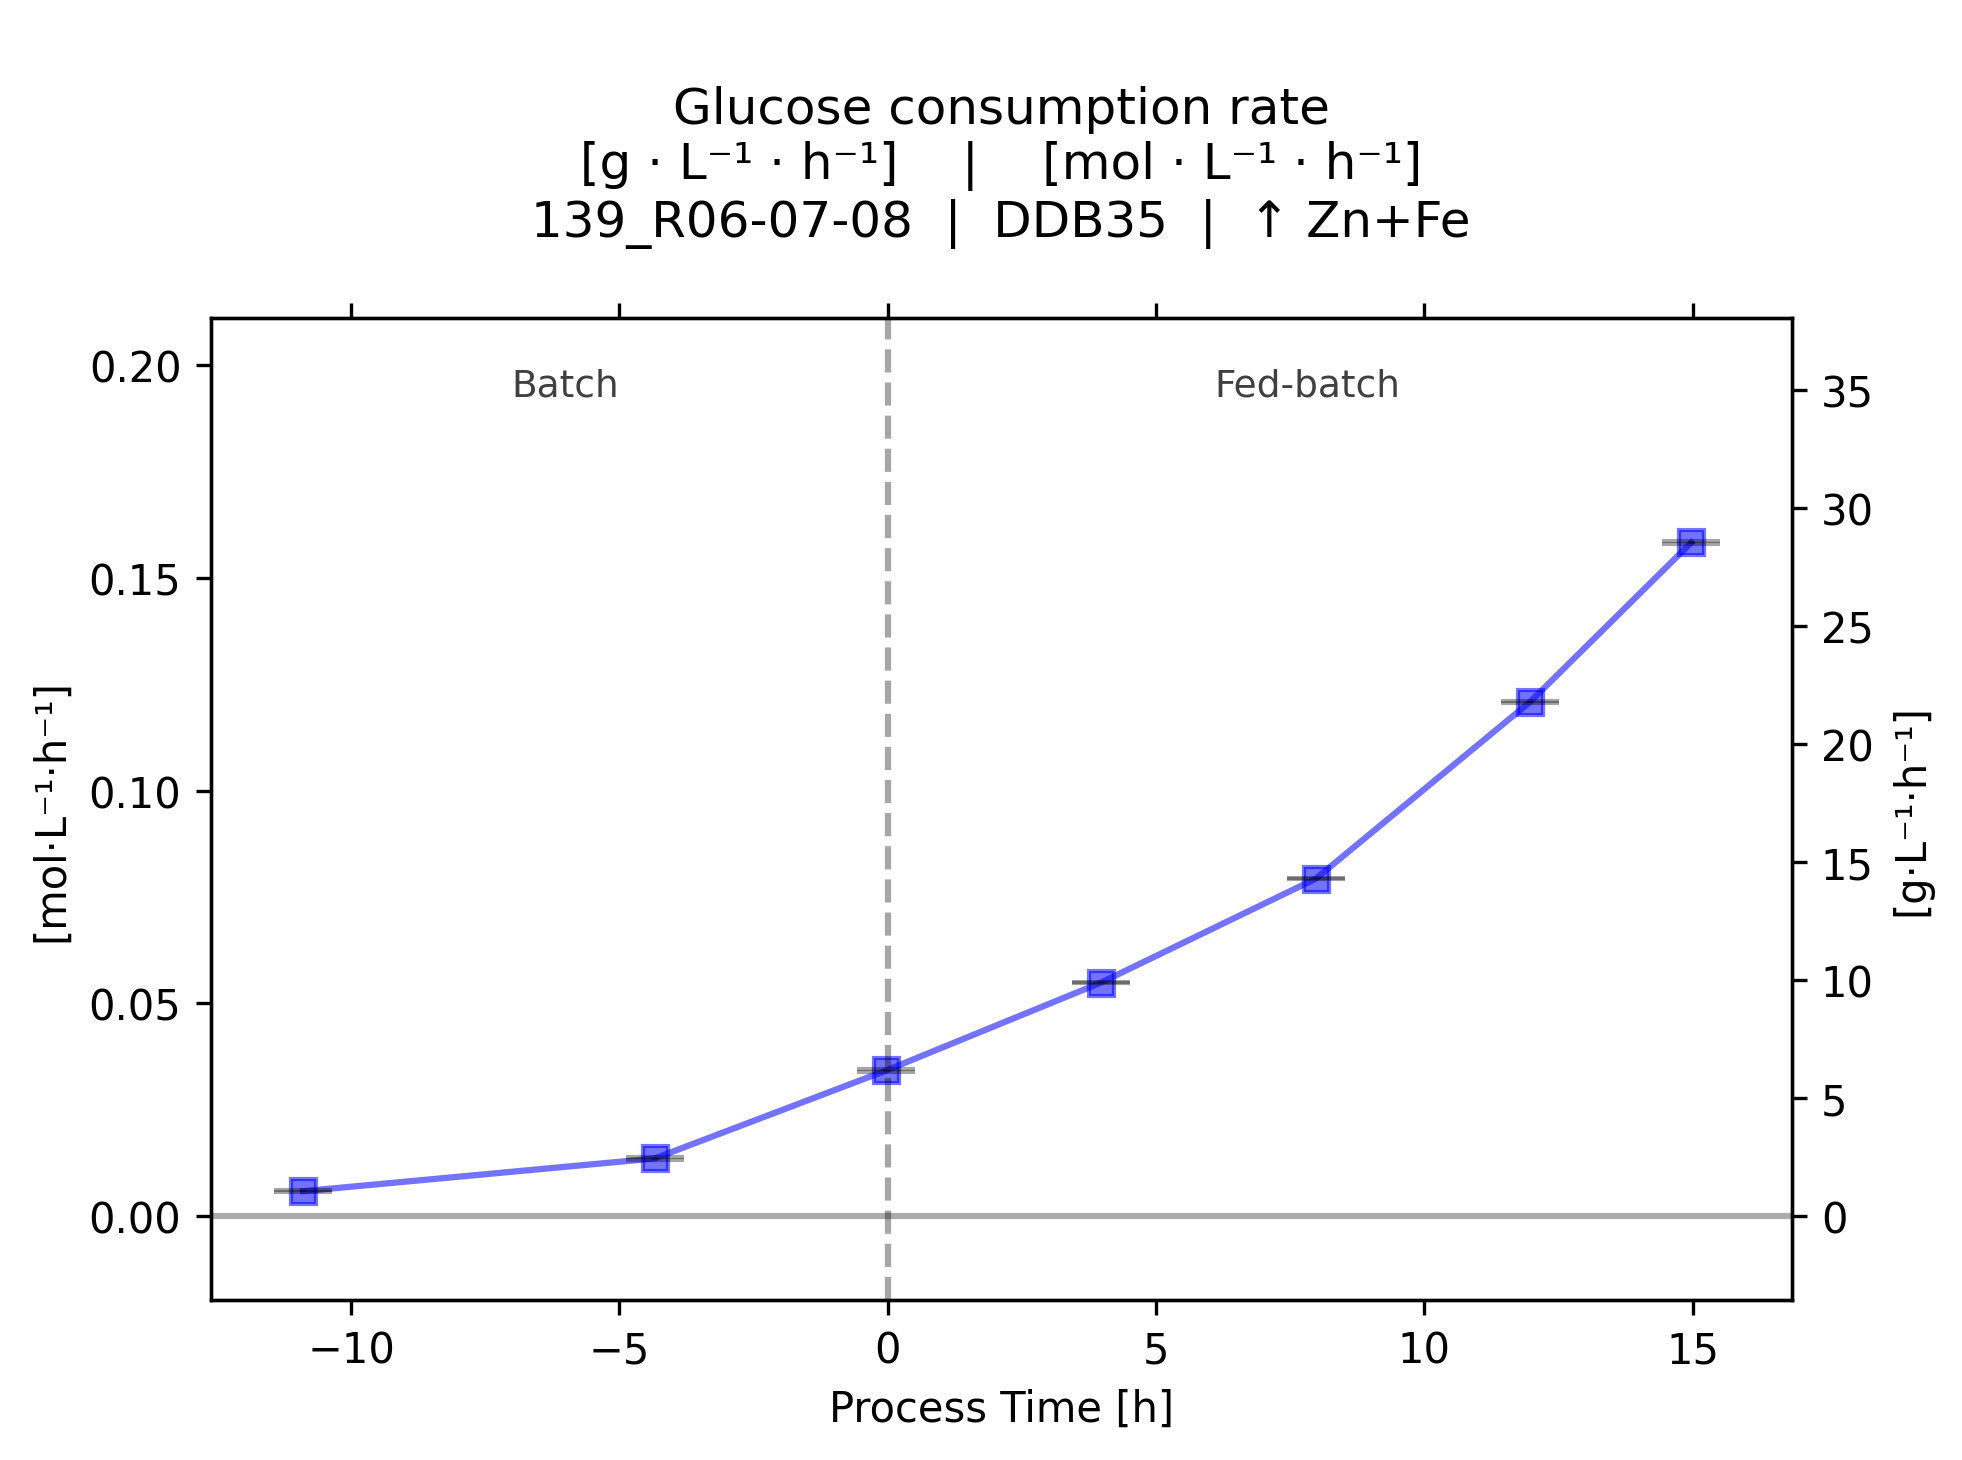 Glucose consumption rate
[g · L⁻¹ · h⁻¹]    |    [mol · L⁻¹ · h⁻¹]
139_R06-07-08  |  DDB35  |  ↑ Zn+Fe
Batch
Fed-batch
[mol·L⁻¹·h⁻¹]
0.20
0.15
0.10
0.05
0.00
35
30
25
20
15
10
5
0
[g·L⁻¹·h⁻¹]
−10 −5 0 5 10 15
Process Time [h]